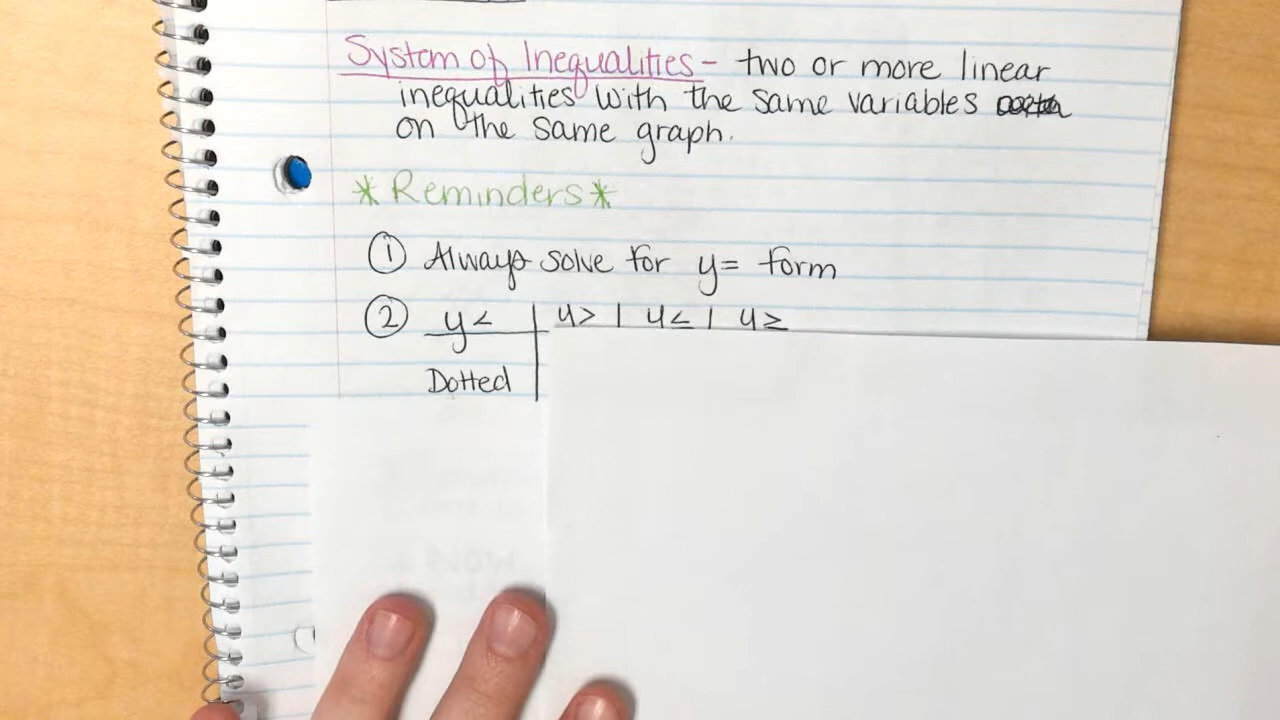 System of Inequalities - two or more linear
inequalities with the same variables
on the same graph.
*Reminders*
① Always solve for y= form
② y< | y> | y≤ | y≥
Dotted